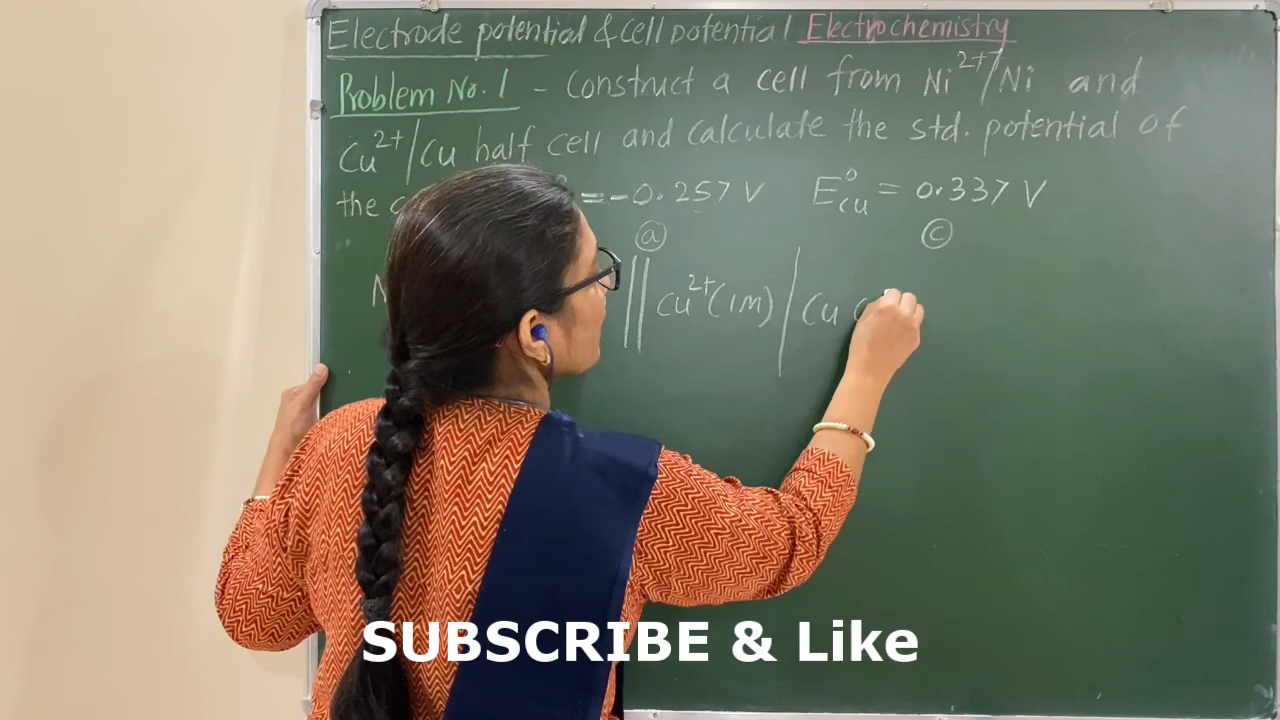 Electrode potential & cell potential Electrochemistry
Problem No. 1 - Construct a cell from Ni²⁺/Ni and
Cu²⁺/Cu half cell and calculate the std. potential of
the = -0.257 V E°Cu = 0.337 V
ⓐ ⓒ
N || Cu²⁺(1M) | Cu (
SUBSCRIBE & Like